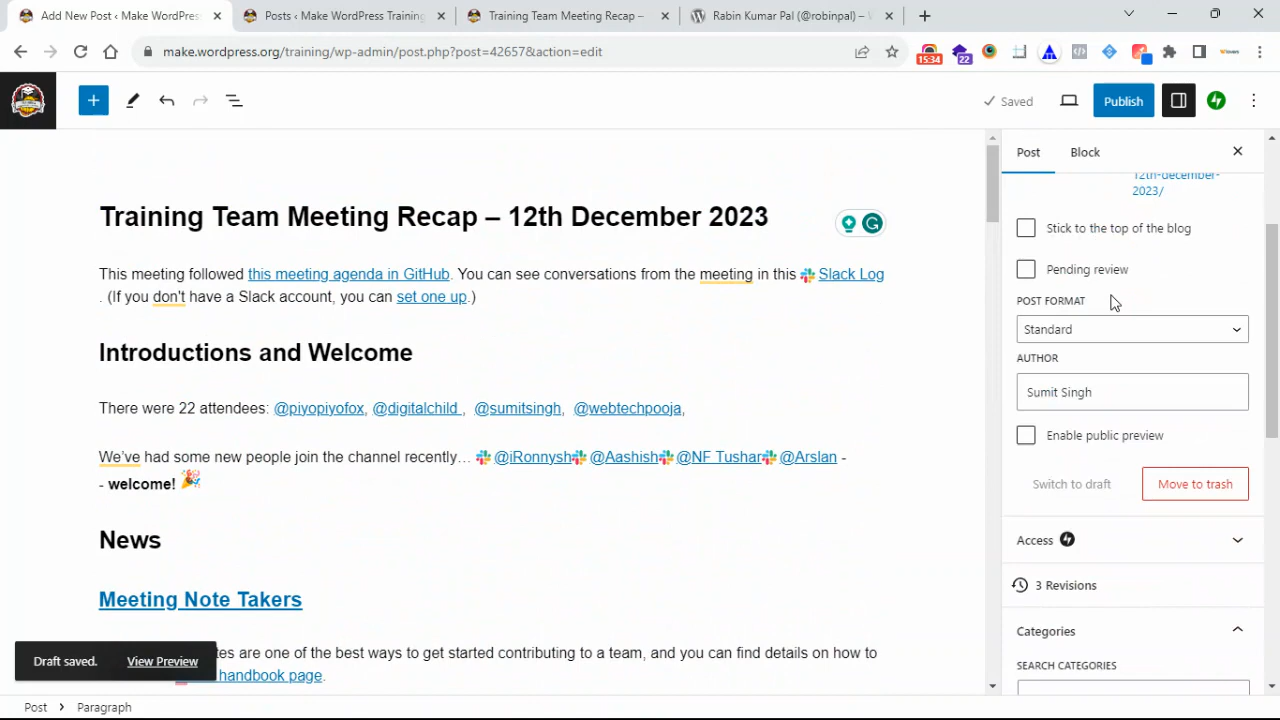 Add New Post ‹ Make WordPres
Posts ‹ Make WordPress Training
Training Team Meeting Recap –
Rabin Kumar Pal (@robinpal) – W
make.wordpress.org/training/wp-admin/post.php?post=42657&action=edit
15:34
22
Saved
Publish
Post
Block
12th-december-
2023/
Training Team Meeting Recap – 12th December 2023
Stick to the top of the blog
This meeting followed this meeting agenda in GitHub. You can see conversations from the meeting in this Slack Log
. (If you don't have a Slack account, you can set one up.)
Pending review
POST FORMAT
Standard
Introductions and Welcome
AUTHOR
Sumit Singh
There were 22 attendees: @piyopiyofox, @digitalchild , @sumitsingh, @webtechpooja,
Enable public preview
We've had some new people join the channel recently… @iRonnysh @Aashish @NF Tushar @Arslan -
- welcome!
Switch to draft
Move to trash
News
Access
3 Revisions
Meeting Note Takers
Categories
tes are one of the best ways to get started contributing to a team, and you can find details on how to
handbook page.
SEARCH CATEGORIES
Draft saved.
View Preview
Post
Paragraph